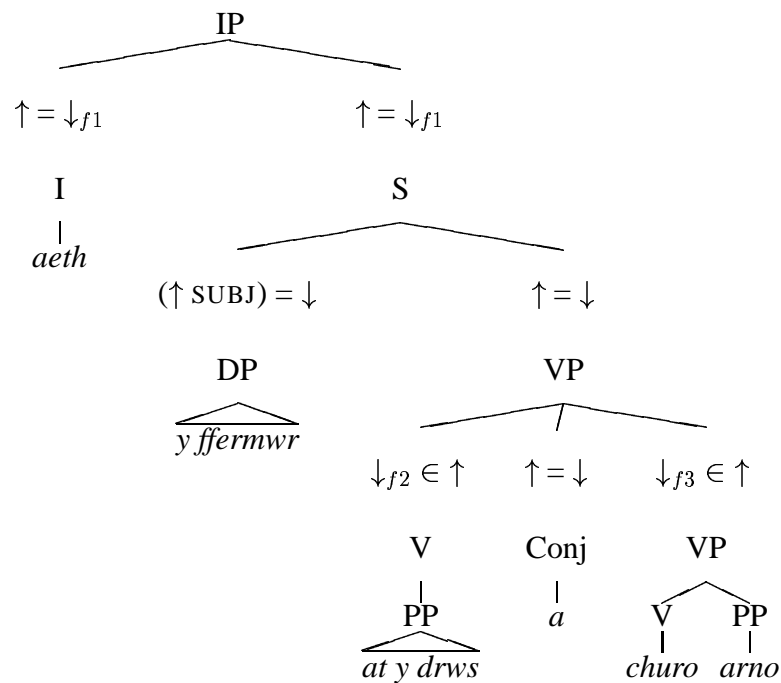 IP
↑ = ↓f1 ↑ = ↓f1
I S
aeth
(↑ SUBJ) = ↓ ↑ = ↓
DP VP
y ffermwr
↓f2 ∈ ↑ ↑ = ↓ ↓f3 ∈ ↑
V Conj VP
PP a V PP
at y drws churo arno